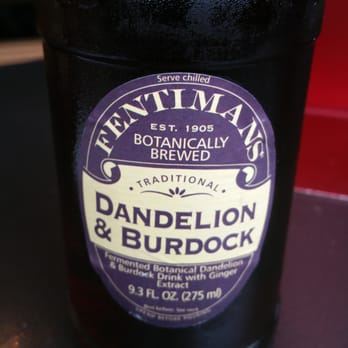 Serve chilled
FENTIMANS
EST. 1905
BOTANICALLY
BREWED
· TRADITIONAL ·
DANDELION
& BURDOCK
Fermented Botanical Dandelion
& Burdock Drink with Ginger
Extract
9.3 FL. OZ. (275 ml)